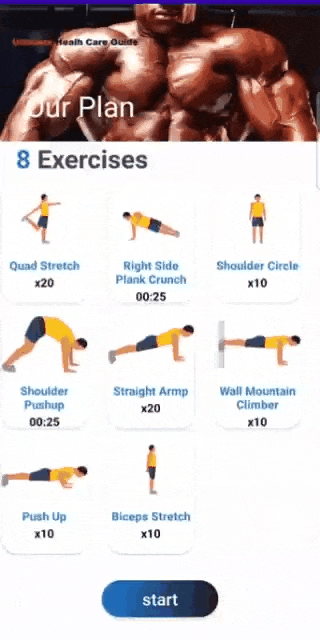 Ultimate Healh Care Guide
Our Plan
8 Exercises
Quad Stretch
x20
Right Side
Plank Crunch
00:25
Shoulder Circle
x10
Shoulder
Pushup
00:25
Straight Armp
x20
Wall Mountain
Climber
x10
Push Up
x10
Biceps Stretch
x10
start